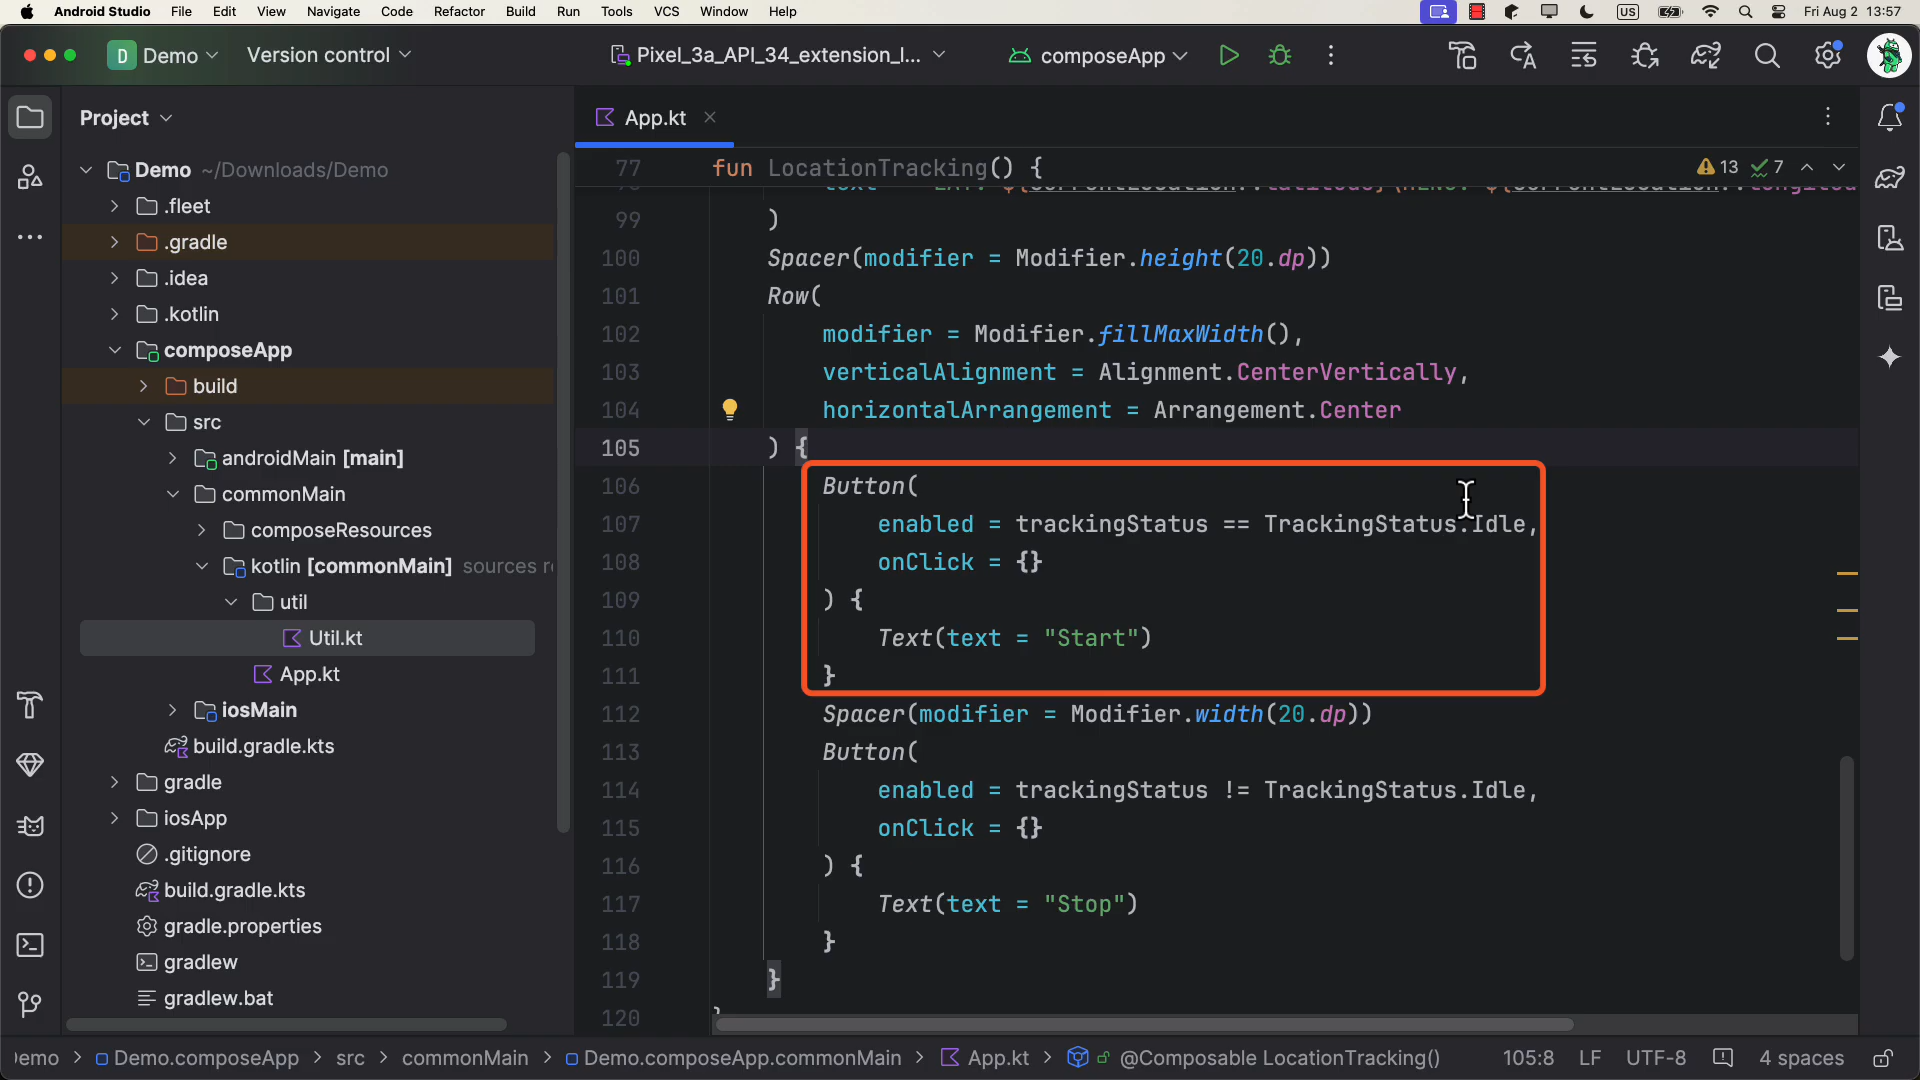 Android Studio File Edit View Navigate Code Refactor Build Run Tools VCS Window Help US Fri Aug 2 13:57
D Demo Version control Pixel_3a_API_34_extension_l... composeApp
Project
App.kt
Demo ~/Downloads/Demo
.fleet
.gradle
.idea
.kotlin
composeApp
build
src
androidMain [main]
commonMain
composeResources
kotlin [commonMain] sources r
util
Util.kt
App.kt
iosMain
build.gradle.kts
gradle
iosApp
.gitignore
build.gradle.kts
gradle.properties
gradlew
gradlew.bat
77 fun LocationTracking() {
13 7
99 )
100 Spacer(modifier = Modifier.height(20.dp))
101 Row(
102 modifier = Modifier.fillMaxWidth(),
103 verticalAlignment = Alignment.CenterVertically,
104 horizontalArrangement = Arrangement.Center
105 ) {
106 Button(
107 enabled = trackingStatus == TrackingStatus.Idle,
108 onClick = {}
109 ) {
110 Text(text = "Start")
111 }
112 Spacer(modifier = Modifier.width(20.dp))
113 Button(
114 enabled = trackingStatus != TrackingStatus.Idle,
115 onClick = {}
116 ) {
117 Text(text = "Stop")
118 }
119 }
120
emo > Demo.composeApp > src > commonMain > Demo.composeApp.commonMain > App.kt > @Composable LocationTracking() 105:8 LF UTF-8 4 spaces